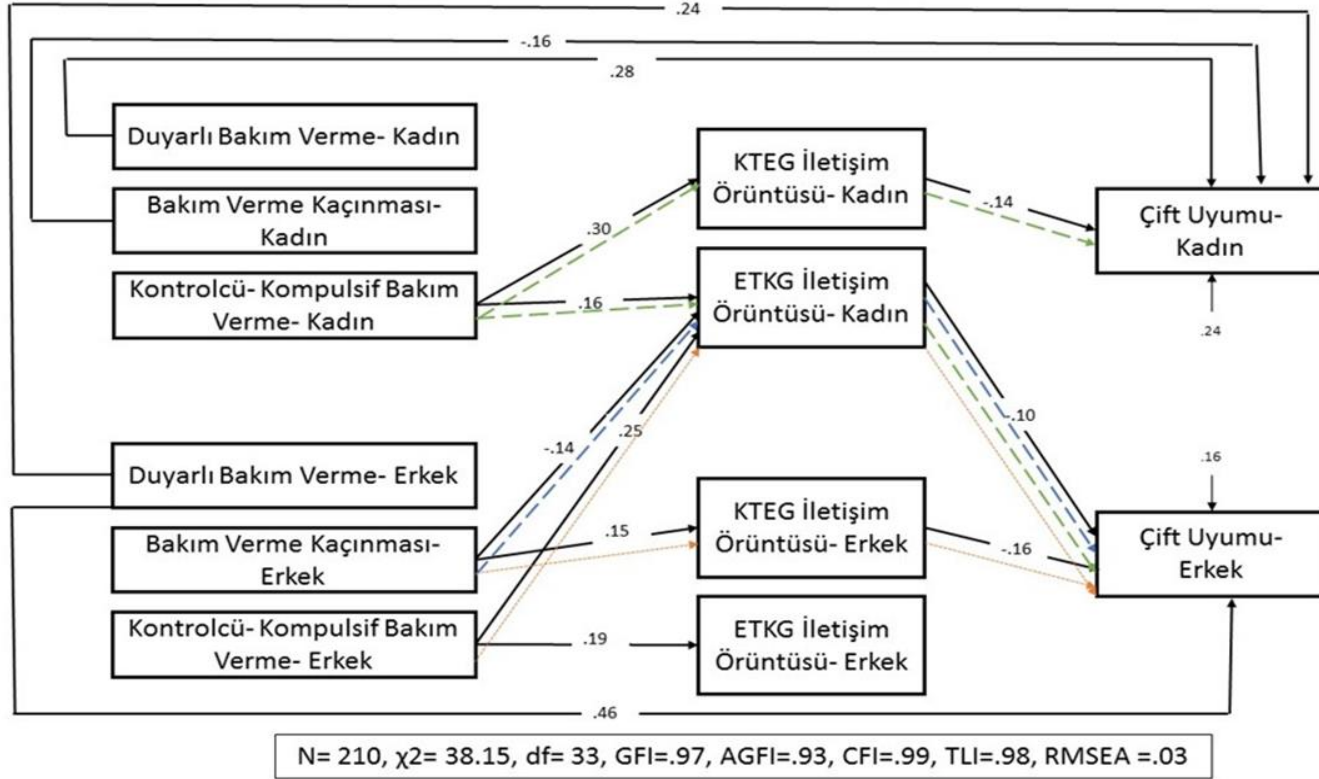 .24
-.16
.28
Duyarlı Bakım Verme- Kadın
Bakım Verme Kaçınması-
Kadın
Kontrolcü- Kompulsif Bakım
Verme- Kadın
.30
.16
KTEG İletişim
Örüntüsü- Kadın
ETKG İletişim
Örüntüsü- Kadın
-.14
Çift Uyumu-
Kadın
.24
Duyarlı Bakım Verme- Erkek
Bakım Verme Kaçınması-
Erkek
Kontrolcü- Kompulsif Bakım
Verme- Erkek
-.14
.25
.15
.19
KTEG İletişim
Örüntüsü- Erkek
ETKG İletişim
Örüntüsü- Erkek
-.10
-.16
.16
Çift Uyumu-
Erkek
.46
N= 210, χ2= 38.15, df= 33, GFI=.97, AGFI=.93, CFI=.99, TLI=.98, RMSEA =.03